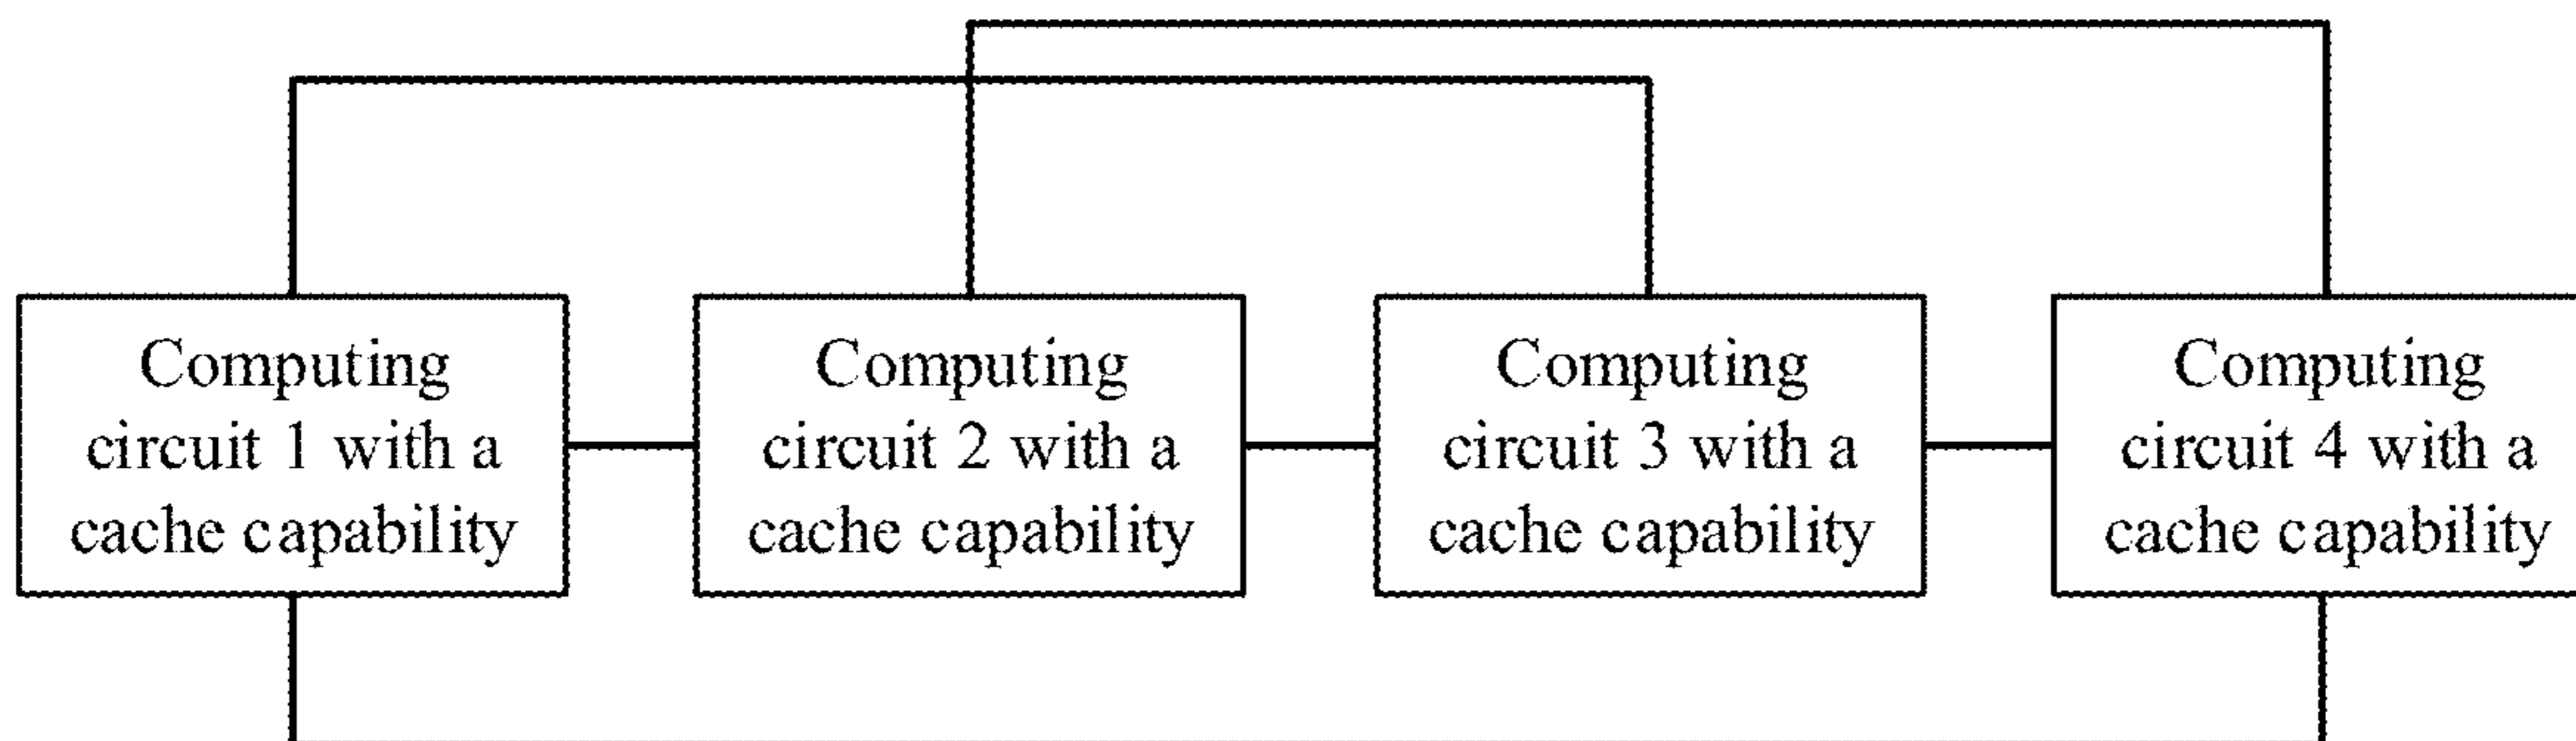 Computing
circuit 1 with a
cache capability
Computing
circuit 2 with a
cache capability
Computing
circuit 3 with a
cache capability
Computing
circuit 4 with a
cache capability